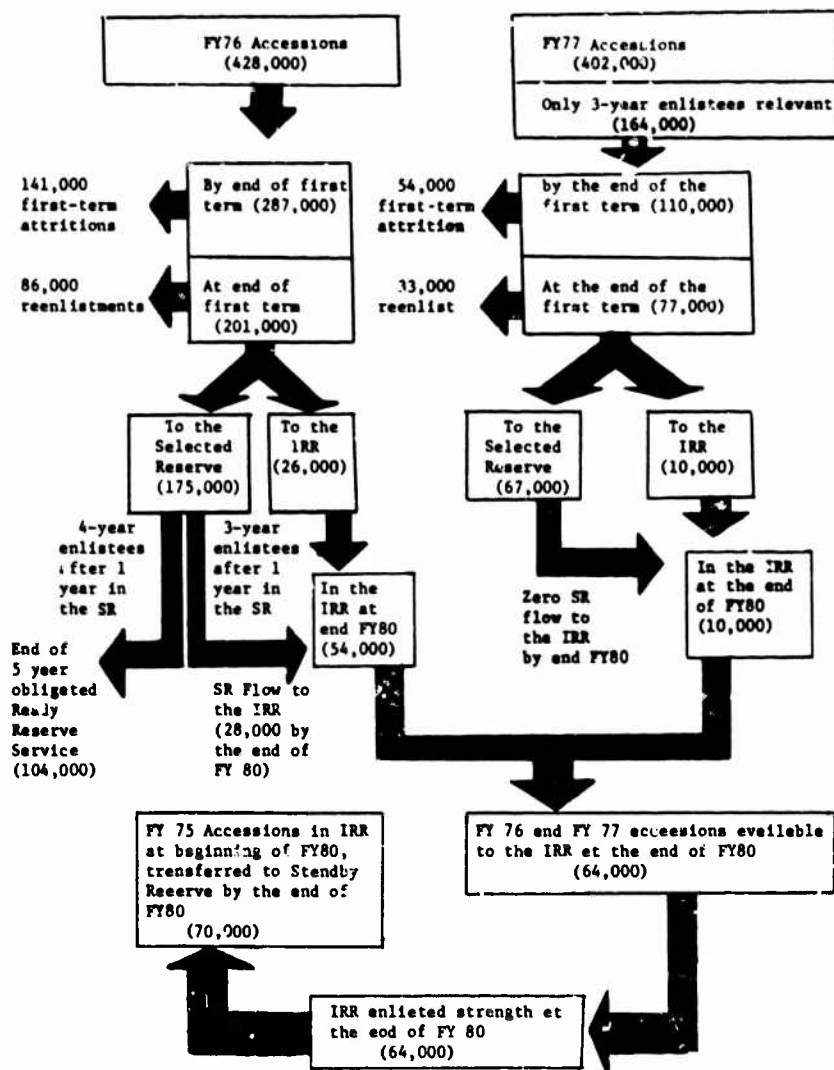 FY76 Accessions
(428,000)
FY77 Accessions
(402,000)
Only 3-year enlistees relevant
(164,000)
141,000
first-term
attritions
By end of first
term (287,000)
86,000
reenlistments
At end of
first term
(201,000)
54,000
first-term
attrition
by the end of the
first term (110,000)
33,000
reenlist
At the end of the
first term (77,000)
To the
Selected
Reserve
(175,000)
To the
IRR
(26,000)
To the
Selected
Reserve
(67,000)
To the
IRR
(10,000)
4-year
enlistees
after 1
year in
the SR
3-year
enlistees
after 1
year in
the SR
In the
IRR at
end FY80
(54,000)
Zero SR
flow to
the IRR
by end FY80
In the IRR
at the end
of FY80
(10,000)
End of
5 year
obligeted
Ready
Reserve
Service
(104,000)
SR Flow to
the IRR
(28,000 by
the end of
FY 80)
FY 75 Accessions in IRR
at beginning of FY80,
trensferred to Stendby
Reeerve by the end of
FY80
(70,000)
FY 76 end FY 77 eccessions eveileble
to the IRR et the end of FY80
(64,000)
IRR enlieted strength et
the eod of FY 80
(64,000)